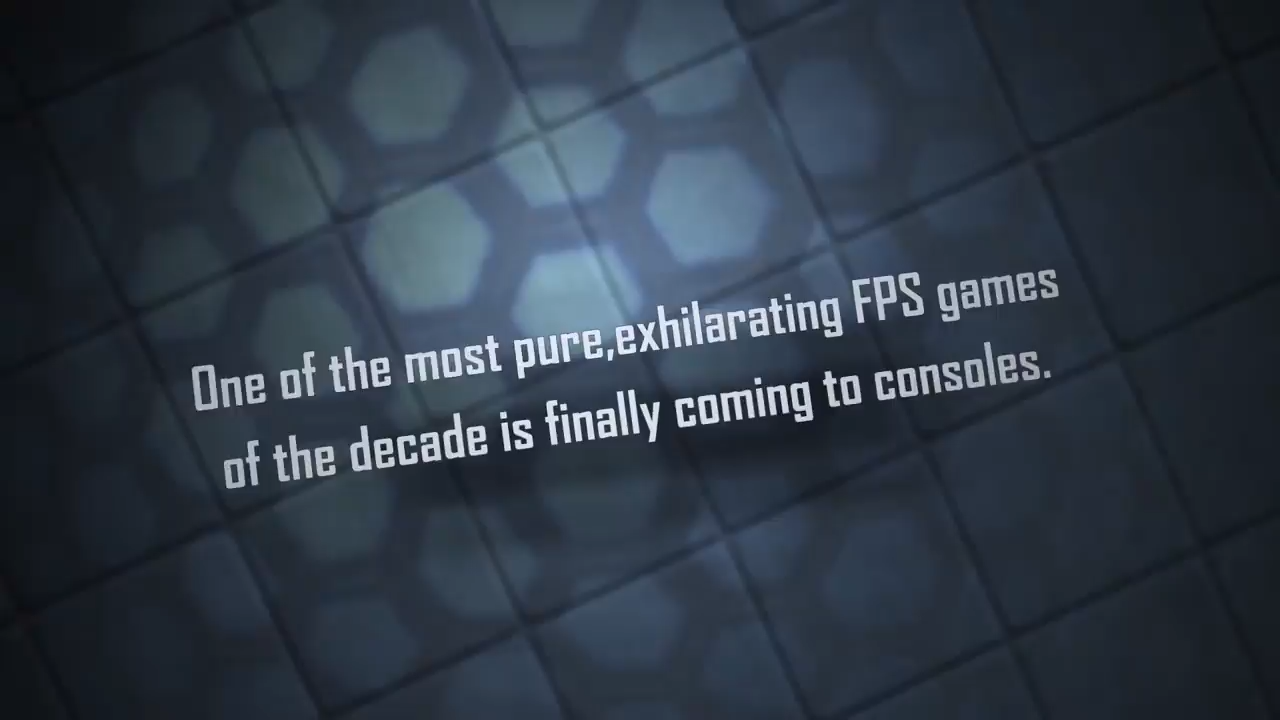 One of the most pure,exhilarating FPS games
of the decade is finally coming to consoles.